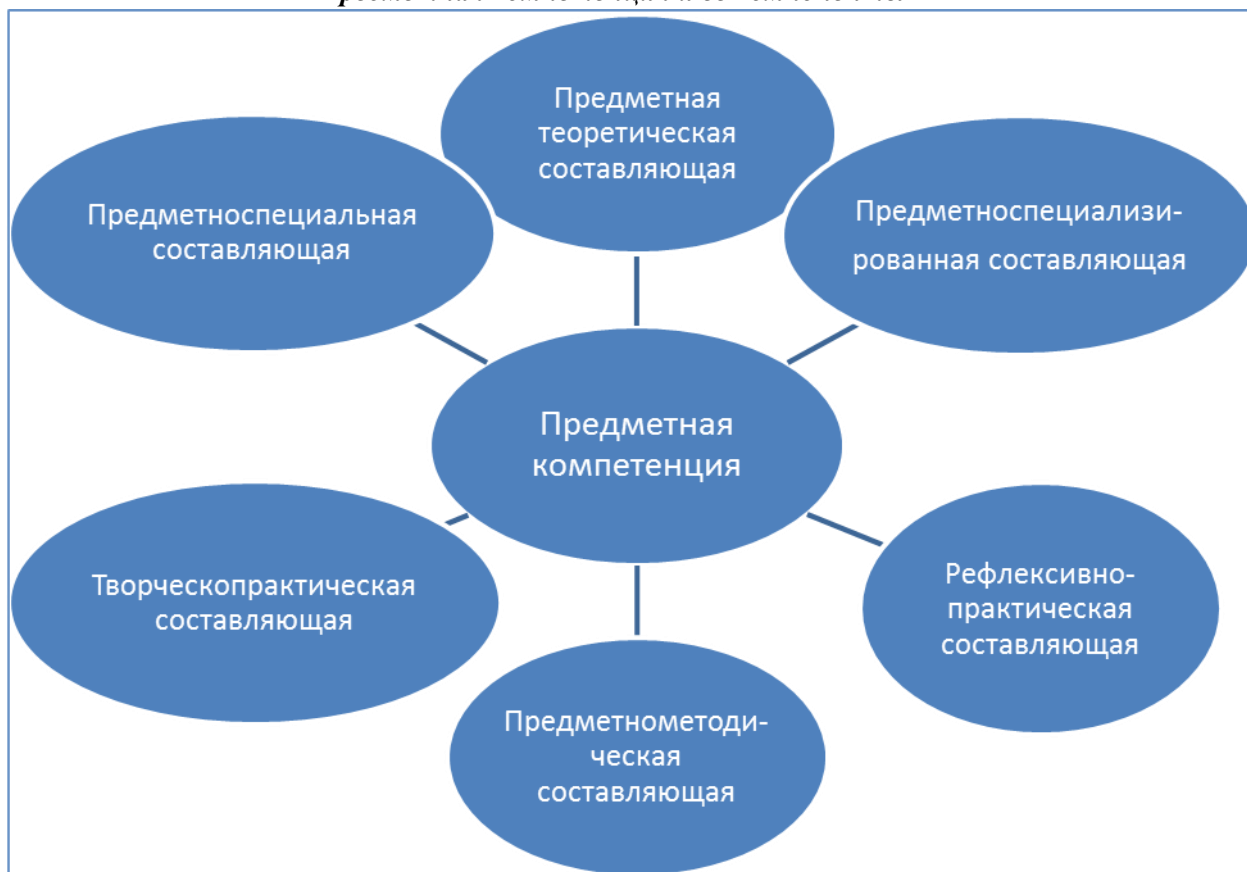 Предметная
теоретическая
составляющая
Предметноспециальная
составляющая
Предметноспециализи-
рованная составляющая
Предметная
компетенция
Творческопрактическая
составляющая
Рефлексивно-
практическая
составляющая
Предметнометоди-
ческая
составляющая